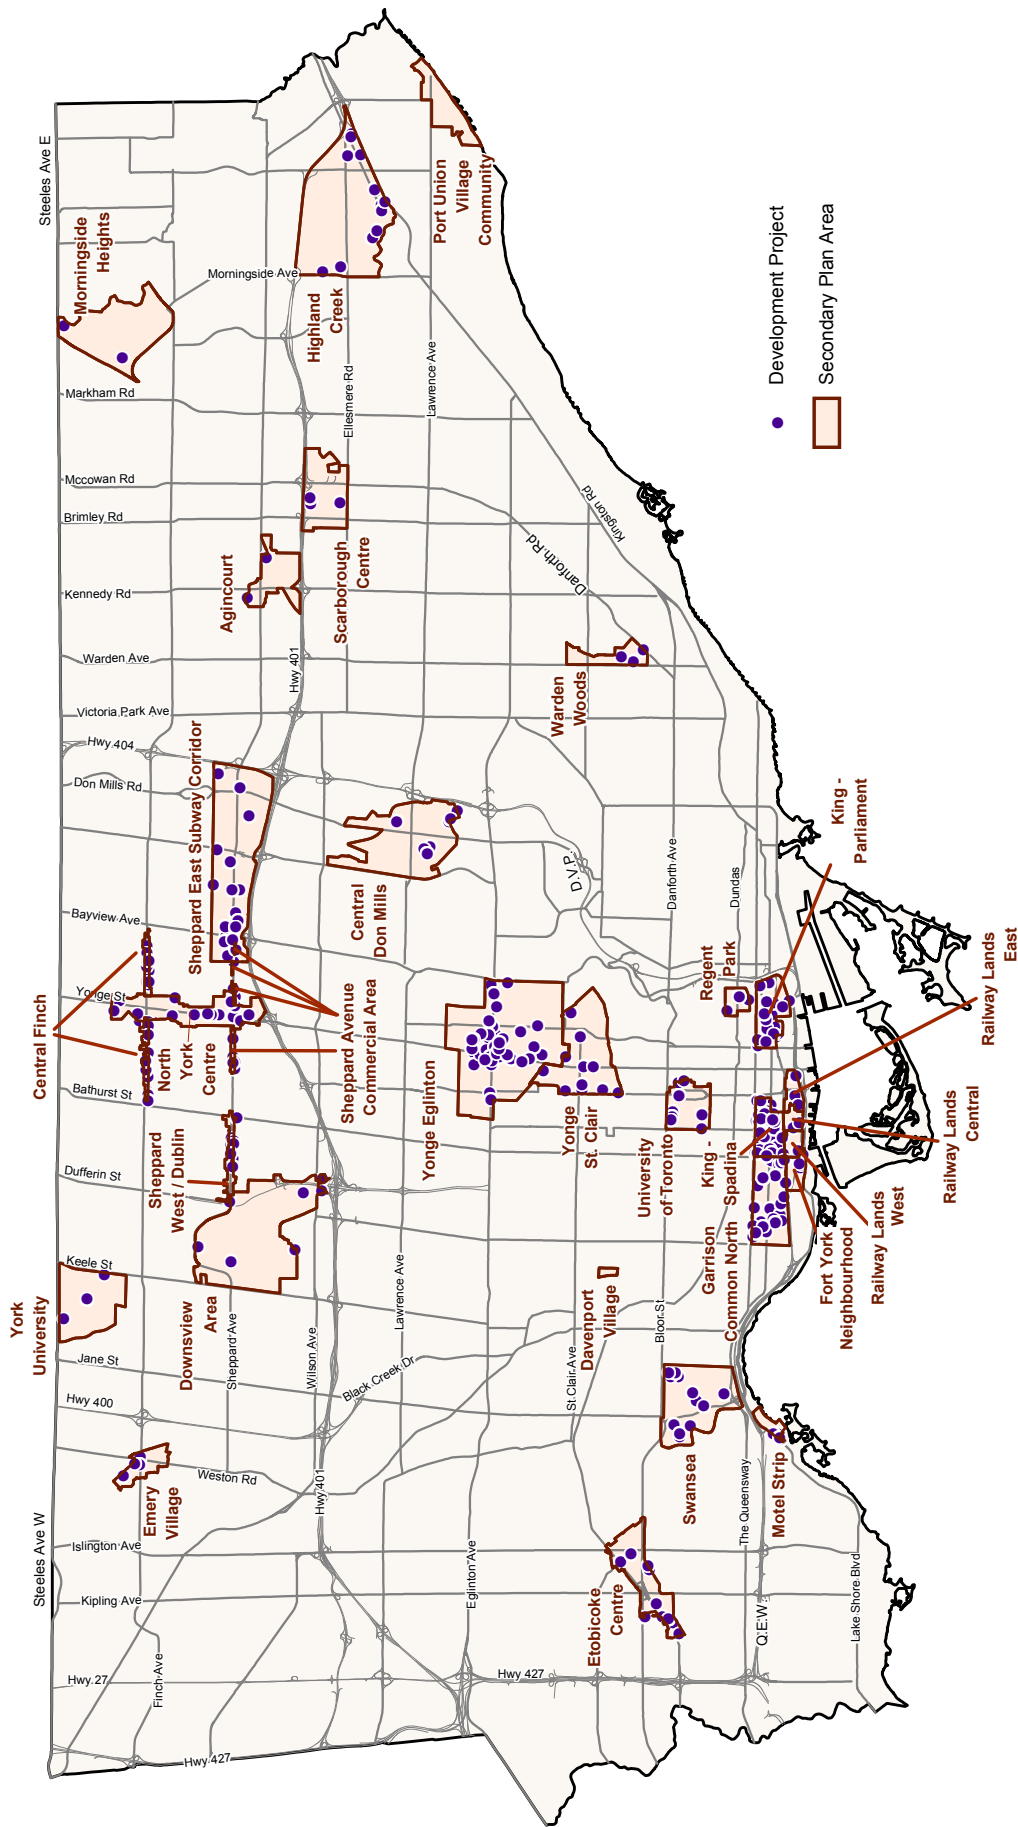 Steeles Ave W
Steeles Ave E
Hwy 427
Hwy 27
Kipling Ave
Islington Ave
Finch Ave
Weston Rd
Hwy 400
Jane St
Keele St
Dufferin St
Bathurst St
Yonge St
Bayview Ave
Don Mills Rd
Hwy 404
Victoria Park Ave
Warden Ave
Kennedy Rd
Brimley Rd
Mccowan Rd
Markham Rd
Morningside Ave
Sheppard Ave
Wilson Ave
Hwy 401
Hwy 401
Black Creek Dr
Lawrence Ave
Lawrence Ave
Ellesmere Rd
Eglinton Ave
Hwy 427
St. Clair Ave
Bloor St
Danforth Ave
Danforth Rd
Kingston Rd
D.V.P.
Dundas
The Queensway
Q.E.W.
Lake Shore Blvd
York
University
Emery
Village
Downsview
Area
Sheppard
West / Dublin
Central Finch
North
York
Centre
Sheppard Avenue
Commercial Area
Sheppard East Subway Corridor
Central
Don Mills
Agincourt
Scarborough
Centre
Morningside
Heights
Highland
Creek
Port Union
Village
Community
Warden
Woods
Yonge Eglinton
Yonge
St. Clair
Davenport
Village
University
of Toronto
Regent
Park
King -
Parliament
King -
Spadina
Garrison
Common North
Fort York
Neighbourhood
Railway Lands
West
Railway Lands
Central
Railway Lands
East
Swansea
Motel Strip
Etobicoke
Centre
Development Project
Secondary Plan Area